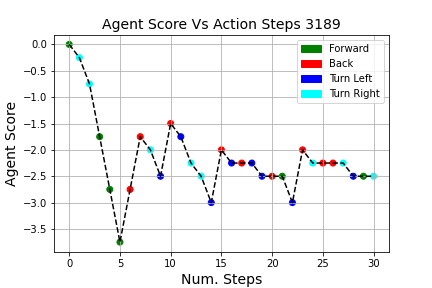 Agent Score Vs Action Steps 3189
Forward
Back
Turn Left
Turn Right
Agent Score
0.0
−0.5
−1.0
−1.5
−2.0
−2.5
−3.0
−3.5
0 5 10 15 20 25 30
Num. Steps